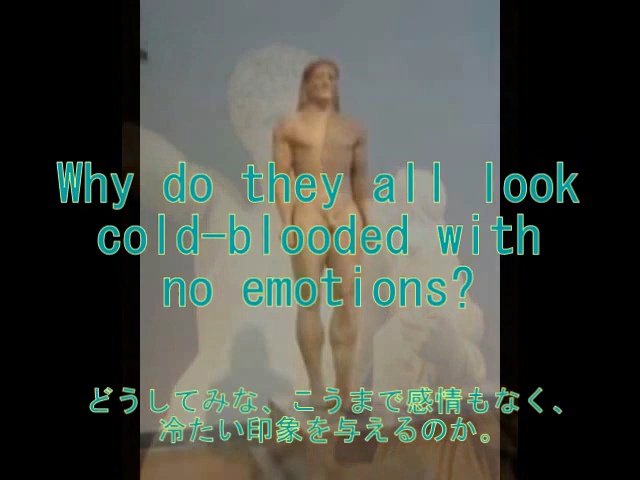 Why do they all look
cold-blooded with
no emotions?
どうしてみな、こうまで感情もなく、
冷たい印象を与えるのか。